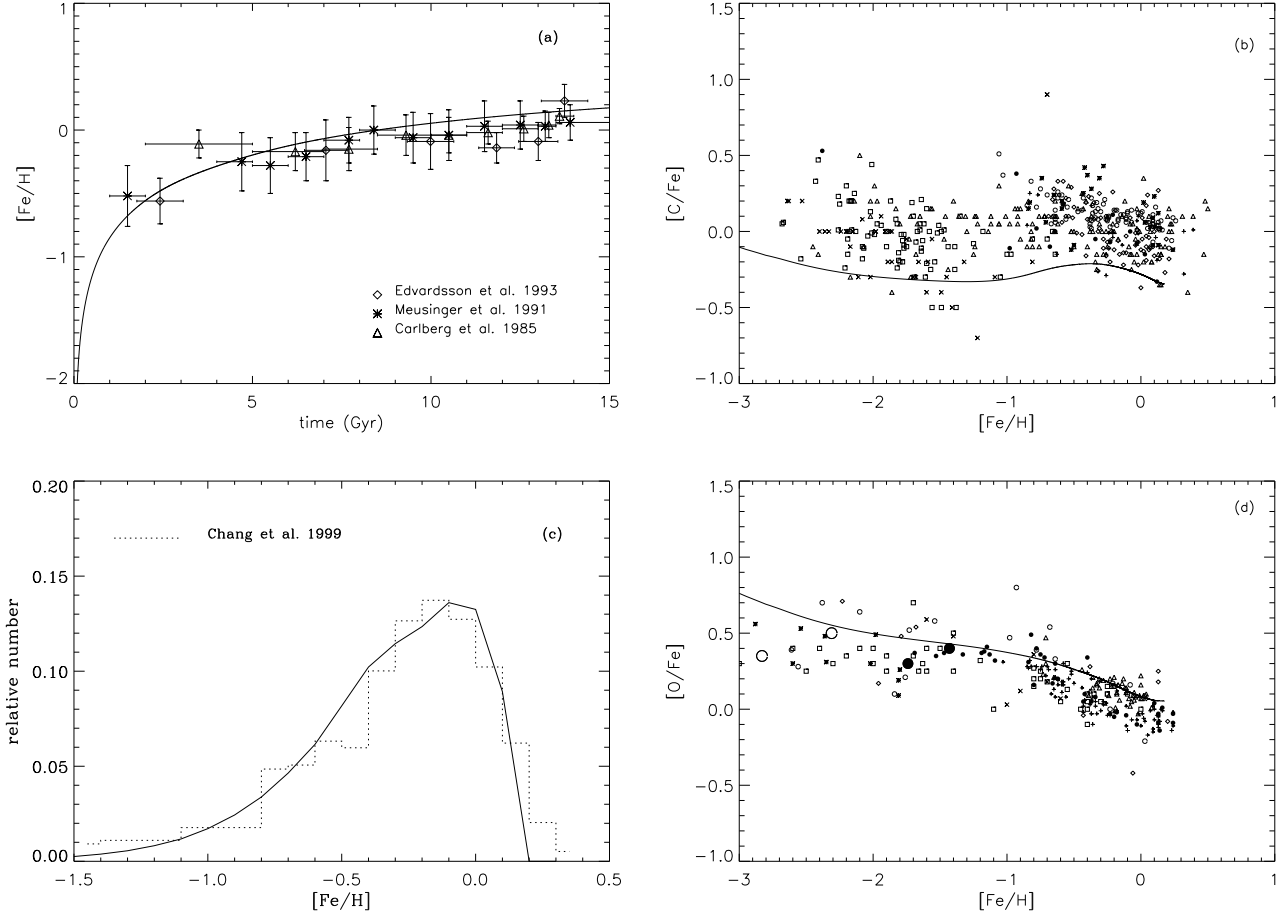 1
0
−1
−2
[Fe/H]
(a)
Edvardsson et al. 1993
Meusinger et al. 1991
Carlberg et al. 1985
0
5
10
15
time (Gyr)
1.5
1.0
0.5
0.0
−0.5
−1.0
[C/Fe]
(b)
−3
−2
−1
0
1
[Fe/H]
0.20
0.15
0.10
0.05
0.00
relative number
Chang et al. 1999
(c)
−1.5
−1.0
−0.5
0.0
0.5
[Fe/H]
1.5
1.0
0.5
0.0
−0.5
−1.0
[O/Fe]
(d)
−3
−2
−1
0
1
[Fe/H]